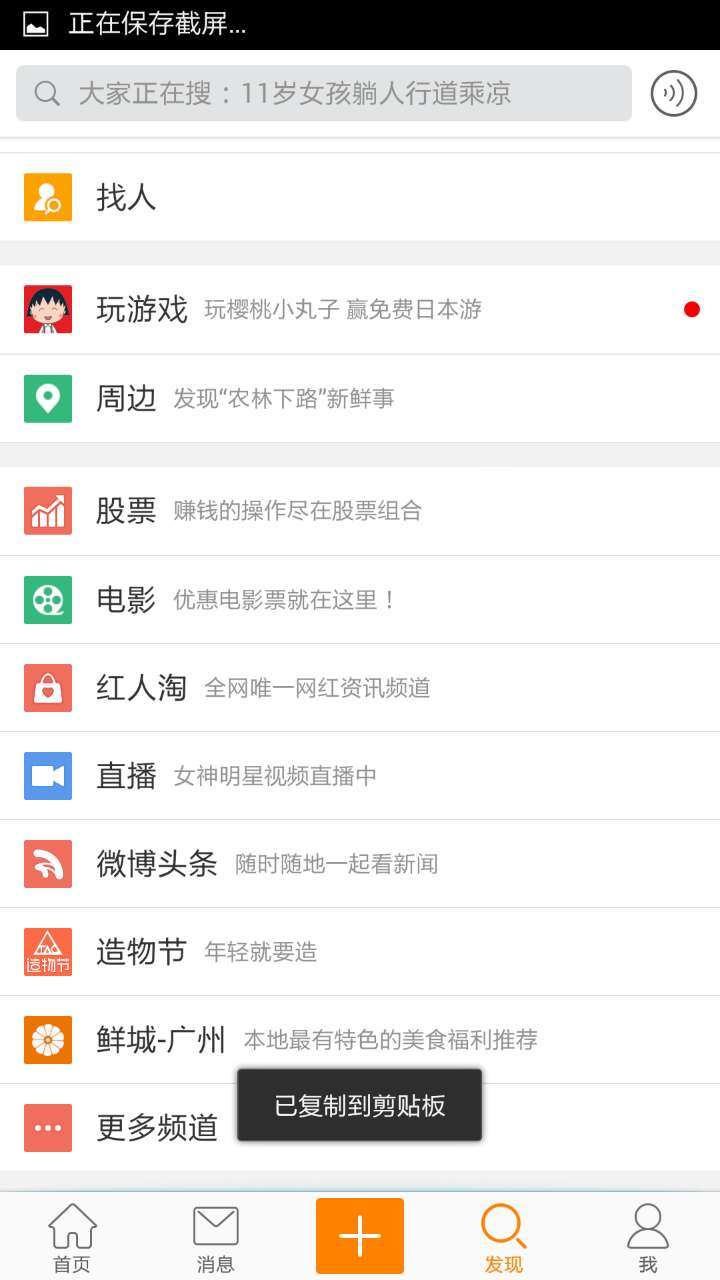 正在保存截屏...
大家正在搜：11岁女孩躺人行道乘凉
找人
玩游戏 玩樱桃小丸子 赢免费日本游
周边 发现“农林下路”新鲜事
股票 赚钱的操作尽在股票组合
电影 优惠电影票就在这里！
红人淘 全网唯一网红资讯频道
直播 女神明星视频直播中
微博头条 随时随地一起看新闻
TAO
造物节
造物节 年轻就要造
鲜城-广州 本地最有特色的美食福利推荐
更多频道
已复制到剪贴板
首页 消息 发现 我